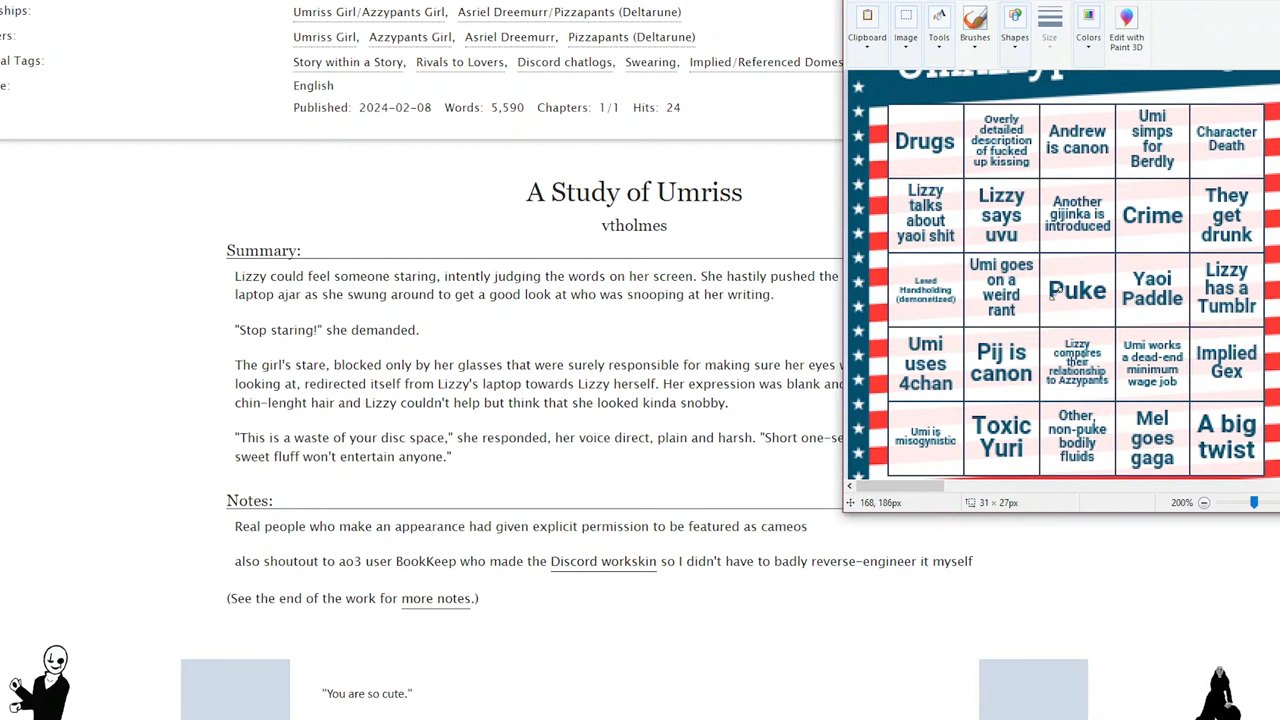 ships:
Umriss Girl/Azzypants Girl, Asriel Dreemurr/Pizzapants (Deltarune)
ers:
Umriss Girl, Azzypants Girl, Asriel Dreemurr, Pizzapants (Deltarune)
al Tags:
Story within a Story, Rivals to Lovers, Discord chatlogs, Swearing, Implied/Referenced Domes
e:
English
Published: 2024-02-08 Words: 5,590 Chapters: 1/1 Hits: 24
A Study of Umriss
vtholmes
Summary:
Lizzy could feel someone staring, intently judging the words on her screen. She hastily pushed the
laptop ajar as she swung around to get a good look at who was snooping at her writing.
"Stop staring!" she demanded.
The girl's stare, blocked only by her glasses that were surely responsible for making sure her eyes
looking at, redirected itself from Lizzy's laptop towards Lizzy herself. Her expression was blank an
chin-lenght hair and Lizzy couldn't help but think that she looked kinda snobby.
"This is a waste of your disc space," she responded, her voice direct, plain and harsh. "Short one-se
sweet fluff won't entertain anyone."
Notes:
Real people who make an appearance had given explicit permission to be featured as cameos
also shoutout to ao3 user BookKeep who made the Discord workskin so I didn't have to badly reverse-engineer it myself
(See the end of the work for more notes.)
"You are so cute."
Clipboard
Image
Tools
Brushes
Shapes
Size
Colors
Edit with
Paint 3D
Drugs
Overly
detailed
description
of fucked
up kissing
Andrew
is canon
Umi
simps
for
Berdly
Character
Death
Lizzy
talks
about
yaoi shit
Lizzy
says
uvu
Another
gijinka is
introduced
Crime
They
get
drunk
Lewd
Handholding
(demonetized)
Umi goes
on a
weird
rant
Puke
Yaoi
Paddle
Lizzy
has a
Tumblr
Umi
uses
4chan
Pij is
canon
Lizzy
compares
their
relationship
to Azzypants
Umi works
a dead-end
minimum
wage job
Implied
Gex
Umi is
misogynistic
Toxic
Yuri
Other,
non-puke
bodily
fluids
Mel
goes
gaga
A big
twist
168, 186px
31 × 27px
200%